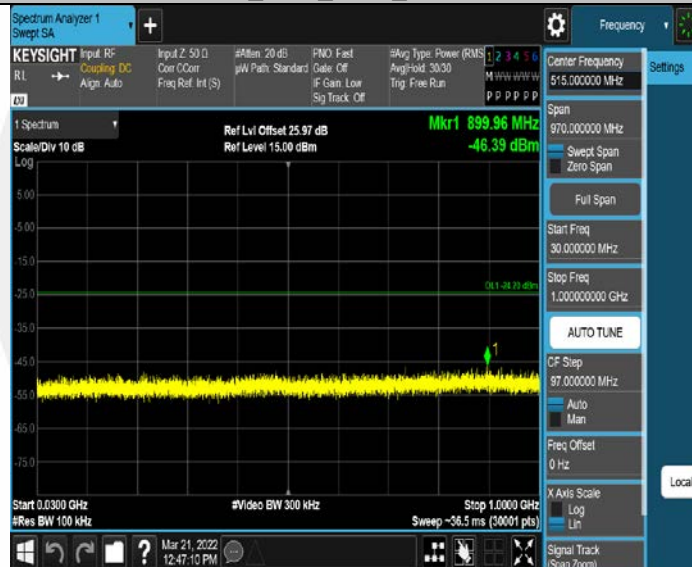 Spectrum Analyzer 1
Swept SA
+
Frequency
KEYSIGHT
RL
Input: RF
Coupling: DC
Align: Auto
Input Z: 50 Ω
Corr CCorr
Freq Ref: Int (S)
#Atten: 20 dB
µW Path: Standard
PNO: Fast
Gate: Off
IF Gain: Low
Sig Track: Off
#Avg Type: Power (RMS
Avg|Hold: 30/30
Trig: Free Run
1 2 3 4 5 6
M W W W W W
P P P P P P
1 Spectrum
Scale/Div 10 dB
Log
Ref Lvl Offset 25.97 dB
Ref Level 15.00 dBm
Mkr1 899.96 MHz
-46.39 dBm
5.00
-5.00
-15.0
-25.0
-35.0
-45.0
-55.0
-65.0
-75.0
DL1 -24.20 dBm
1
Start 0.0300 GHz
#Res BW 100 kHz
#Video BW 300 kHz
Stop 1.0000 GHz
Sweep ~36.5 ms (30001 pts)
?
Mar 21, 2022
12:47:10 PM
Center Frequency
515.000000 MHz
Span
970.000000 MHz
Swept Span
Zero Span
Full Span
Start Freq
30.000000 MHz
Stop Freq
1.000000000 GHz
AUTO TUNE
CF Step
97.000000 MHz
Auto
Man
Freq Offset
0 Hz
X Axis Scale
Log
Lin
Signal Track
(Span Zoom)
Settings
Local